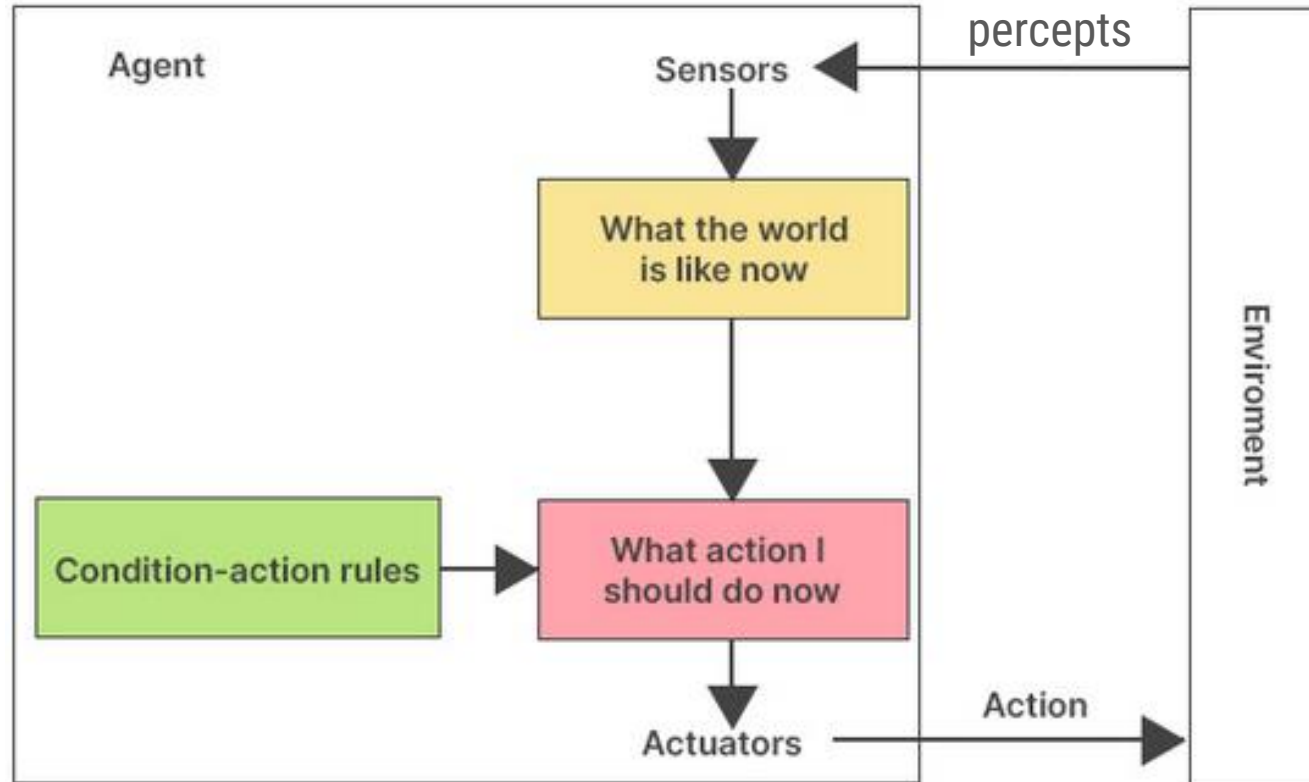 percepts
Agent
Sensors
What the world
is like now
Enviroment
Condition-action rules
What action I
should do now
Action
Actuators